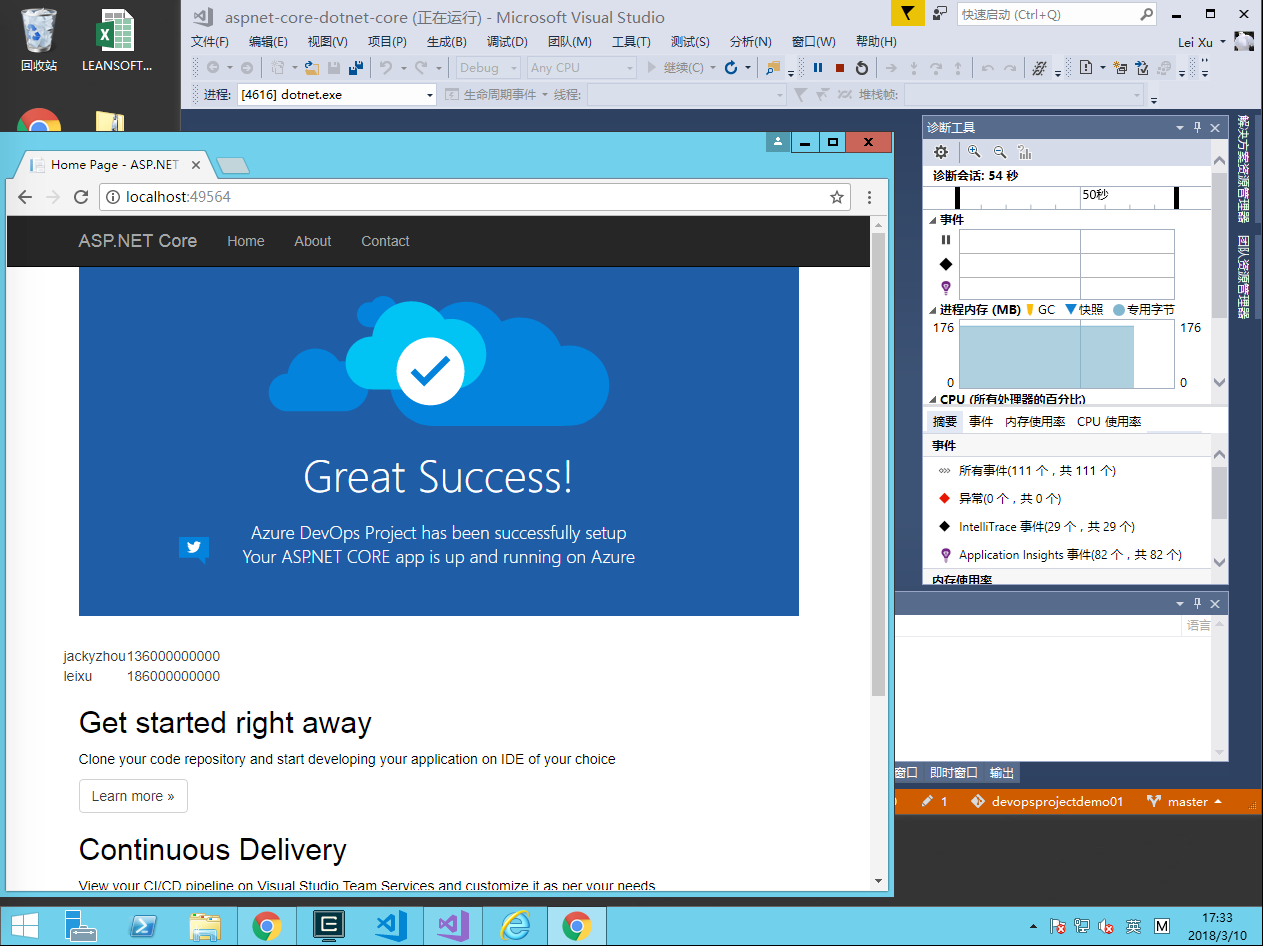 回收站
LEANSOFT...
aspnet-core-dotnet-core (正在运行) - Microsoft Visual Studio
快速启动 (Ctrl+Q)
文件(F) 编辑(E) 视图(V) 项目(P) 生成(B) 调试(D) 团队(M) 工具(T) 测试(S) 分析(N) 窗口(W) 帮助(H)
Lei Xu
Debug Any CPU 继续(C)
进程: [4616] dotnet.exe 生命周期事件 线程: 堆栈帧:
Home Page - ASP.NET
localhost:49564
ASP.NET Core Home About Contact
Great Success!
Azure DevOps Project has been successfully setup
Your ASP.NET CORE app is up and running on Azure
jackyzhou 136000000000
leixu 186000000000
Get started right away
Clone your code repository and start developing your application on IDE of your choice
Learn more »
Continuous Delivery
View your CI/CD pipeline on Visual Studio Team Services and customize it as per your needs
诊断工具
诊断会话: 54 秒
50秒
事件
进程内存 (MB) GC 快照 专用字节
176 176
0 0
CPU (所有处理器的百分比)
摘要 事件 内存使用率 CPU 使用率
事件
所有事件(111 个，共 111 个)
异常(0 个，共 0 个)
IntelliTrace 事件(29 个，共 29 个)
Application Insights 事件(82 个，共 82 个)
内存使用率
解决方案资源管理器
团队资源管理器
语言
窗口 即时窗口 输出
1 devopsprojectdemo01 master
英 M
17:33
2018/3/10